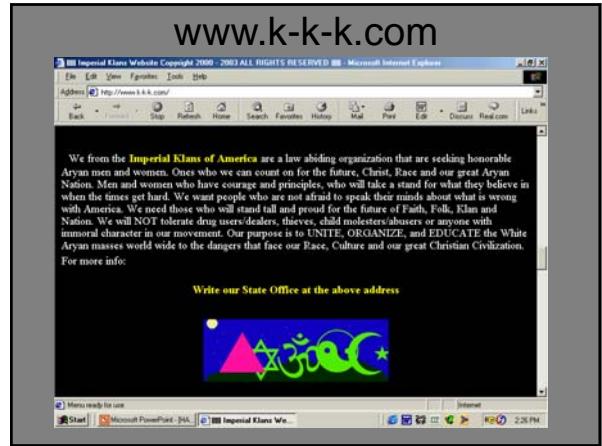 www.k-k-k.com
Imperial Klans Website Copyright 2000 - 2003 ALL RIGHTS RESERVED - Microsoft Internet Explorer
File Edit View Favorites Tools Help
Address http://www.k-k-k.com/
Back Forward Stop Refresh Home Search Favorites History Mail Print Edit Discuss Real.com Links
We from the Imperial Klans of America are a law abiding organization that are seeking honorable
Aryan men and women. Ones who we can count on for the future, Christ, Race and our great Aryan
Nation. Men and women who have courage and principles, who will take a stand for what they believe in
when the times get hard. We want people who are not afraid to speak their minds about what is wrong
with America. We need those who will stand tall and proud for the future of Faith, Folk, Klan and
Nation. We will NOT tolerate drug users/dealers, thieves, child molesters/abusers or anyone with
immoral character in our movement. Our purpose is to UNITE, ORGANIZE, and EDUCATE the White
Aryan masses world wide to the dangers that face our Race, Culture and our great Christian Civilization.
For more info:
Write our State Office at the above address
Menu ready for use Internet
Start Microsoft PowerPoint - [HA... Imperial Klans We... 2:26 PM